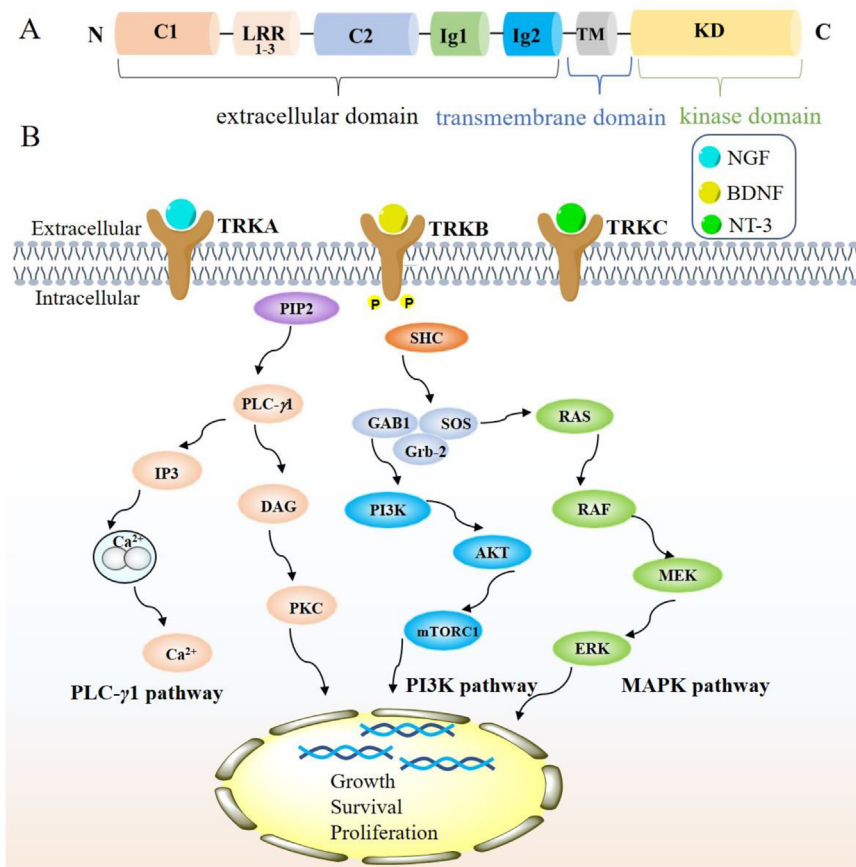 A
N
C1
LRR
1-3
C2
Ig1
Ig2
TM
KD
C
extracellular domain
transmembrane domain
kinase domain
B
NGF
BDNF
NT-3
Extracellular
TRKA
TRKB
TRKC
Intracellular
P
P
PIP2
SHC
PLC-γ1
GAB1
SOS
Grb-2
RAS
IP3
DAG
PI3K
RAF
Ca²⁺
AKT
MEK
PKC
mTORC1
Ca²⁺
ERK
PLC-γ1 pathway
PI3K pathway
MAPK pathway
Growth
Survival
Proliferation